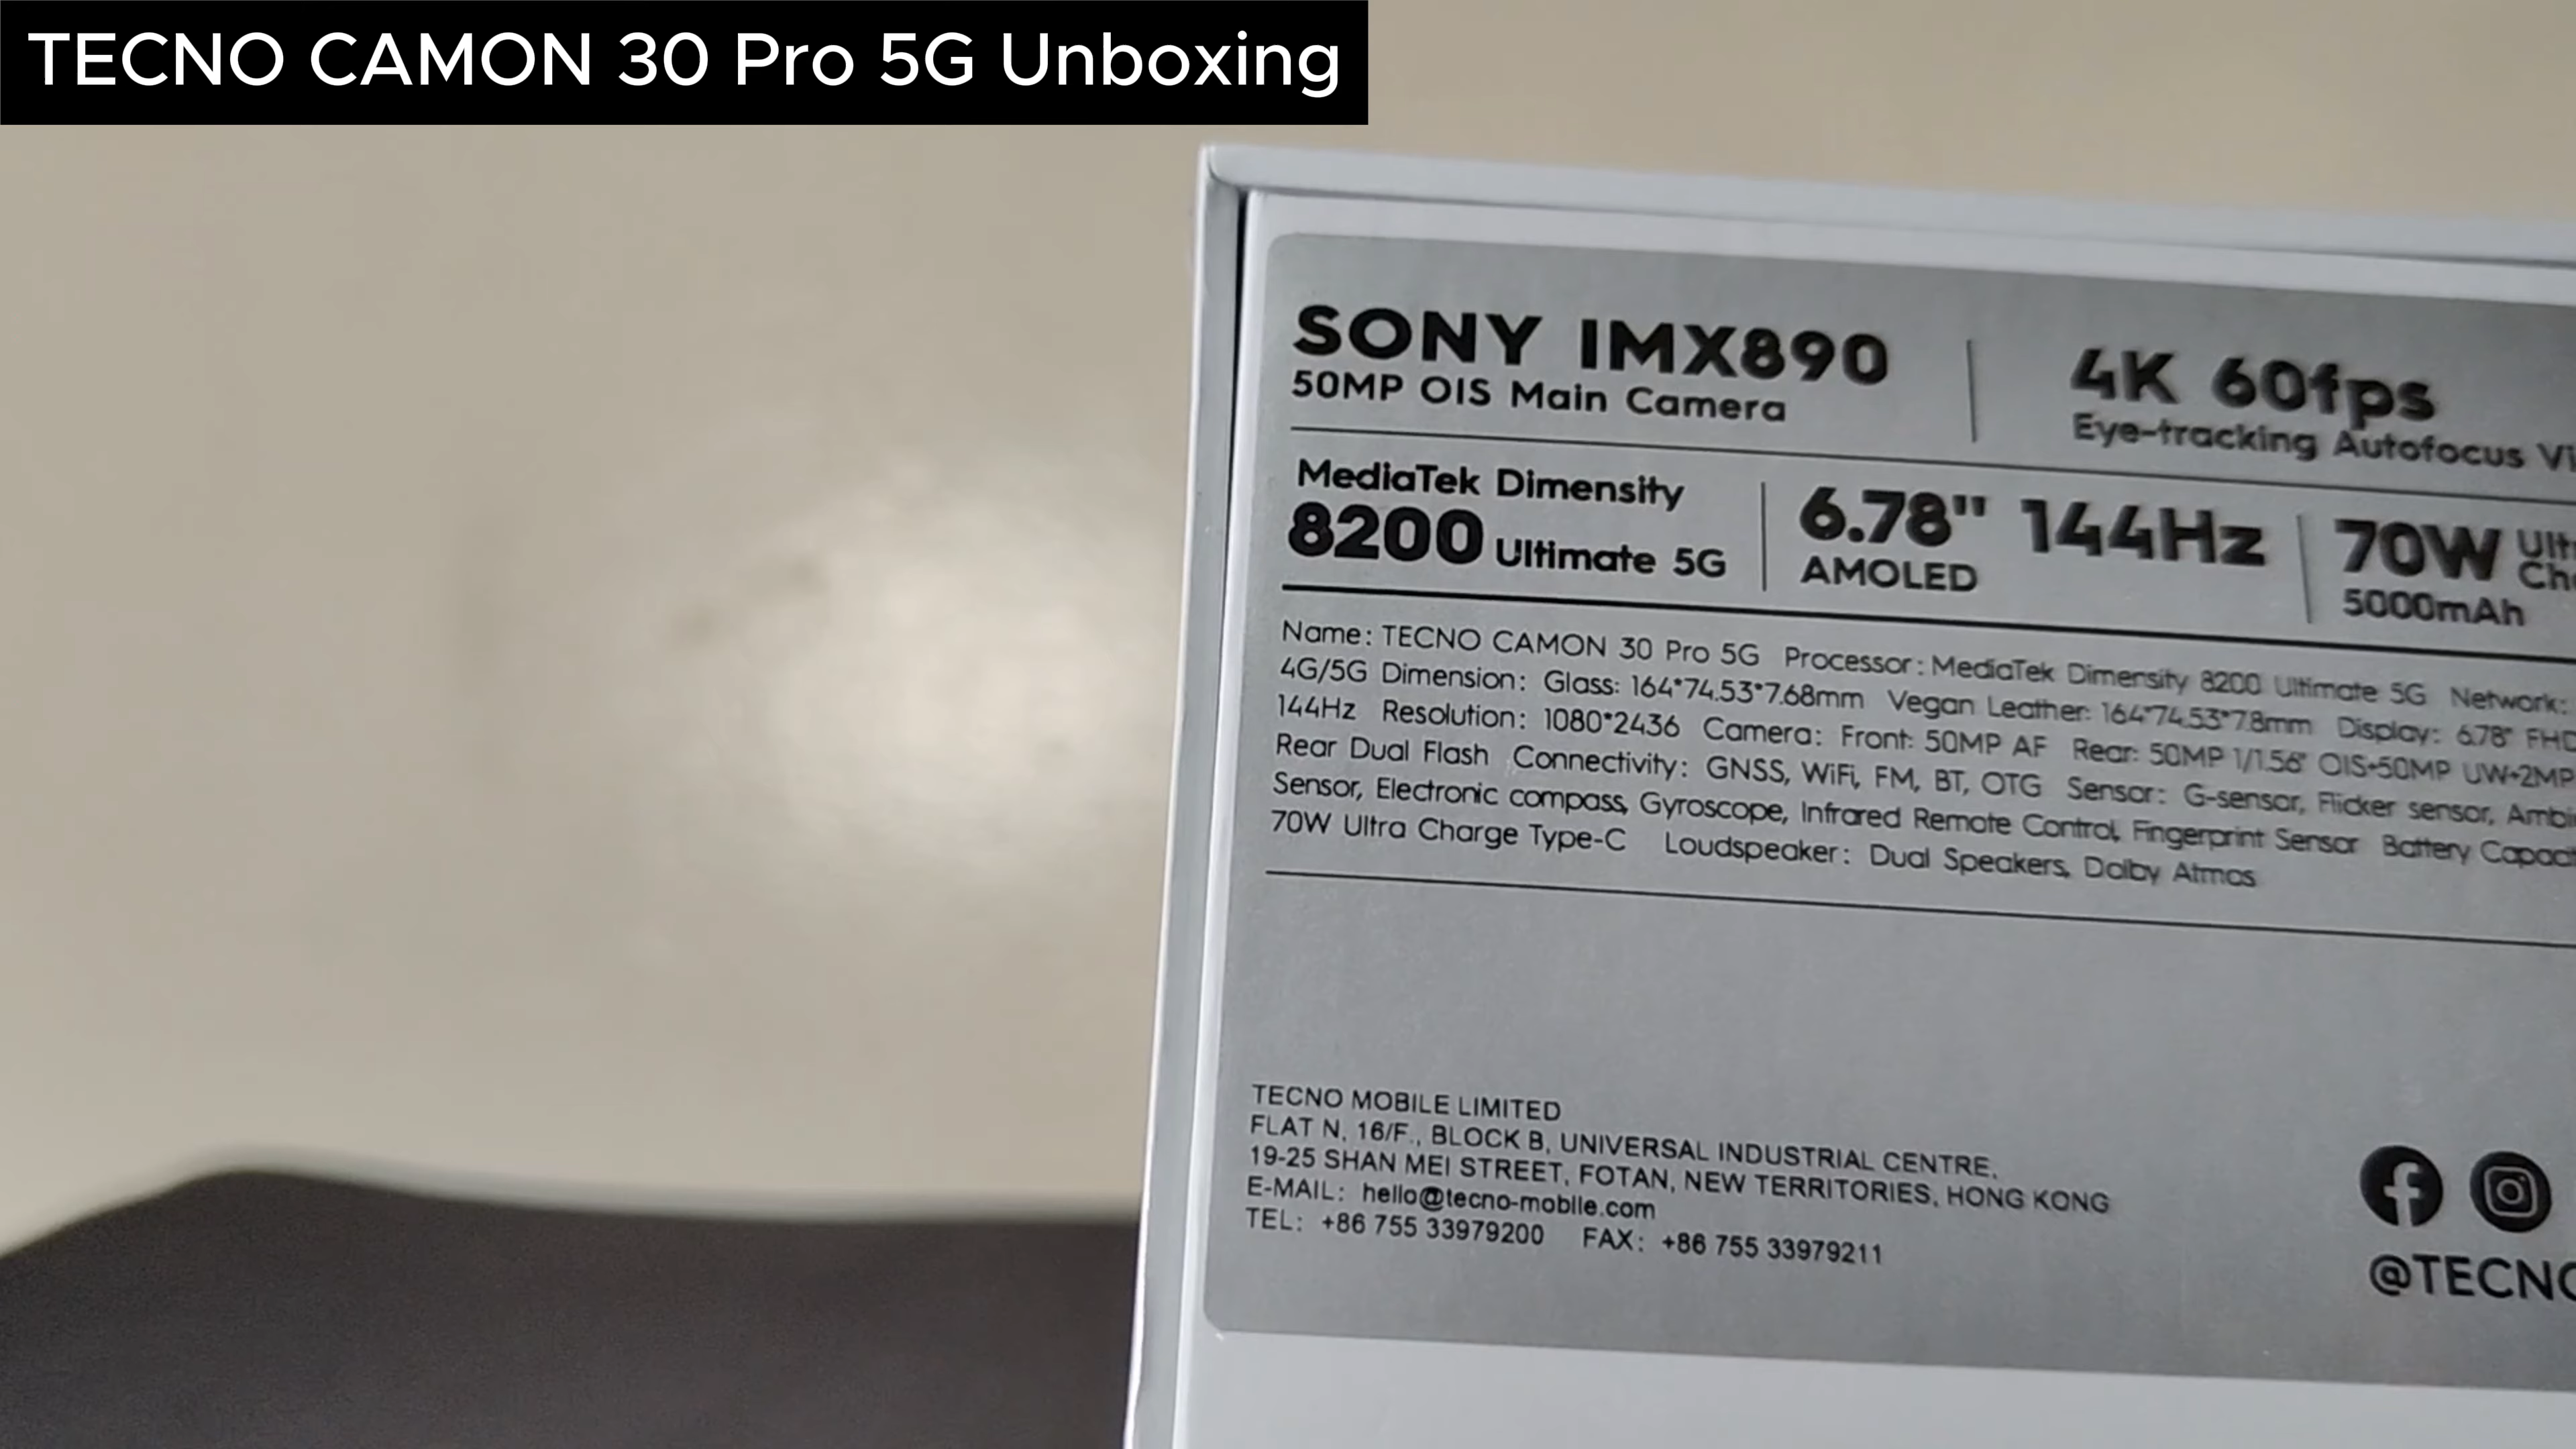 TECNO CAMON 30 Pro 5G Unboxing
SONY IMX890
50MP OIS Main Camera
4K 60fps
Eye-tracking Autofocus
MediaTek Dimensity
8200 Ultimate 5G
6.78" 144Hz
AMOLED
70W
5000mAh
Name: TECNO CAMON 30 Pro 5G Processor: MediaTek Dimensity 8200 Ultimate 5G Network:
4G/5G Dimension: Glass: 164*74.53*7.68mm Vegan Leather: 164*74.53*7.8mm Display: 6.78"
144Hz Resolution: 1080*2436 Camera: Front: 50MP AF Rear: 50MP 1/1.56" OIS+50MP UW+2MP
Rear Dual Flash Connectivity: GNSS, WiFi, FM, BT, OTG Sensor: G-sensor, Flicker sensor,
Sensor, Electronic compass, Gyroscope, Infrared Remote Control, Fingerprint Sensor Battery
70W Ultra Charge Type-C Loudspeaker: Dual Speakers, Dolby Atmos
TECNO MOBILE LIMITED
FLAT N, 16/F., BLOCK B, UNIVERSAL INDUSTRIAL CENTRE,
19-25 SHAN MEI STREET, FOTAN, NEW TERRITORIES, HONG KONG
E-MAIL: hello@tecno-mobile.com
TEL: +86 755 33979200 FAX: +86 755 33979211
@TECNO